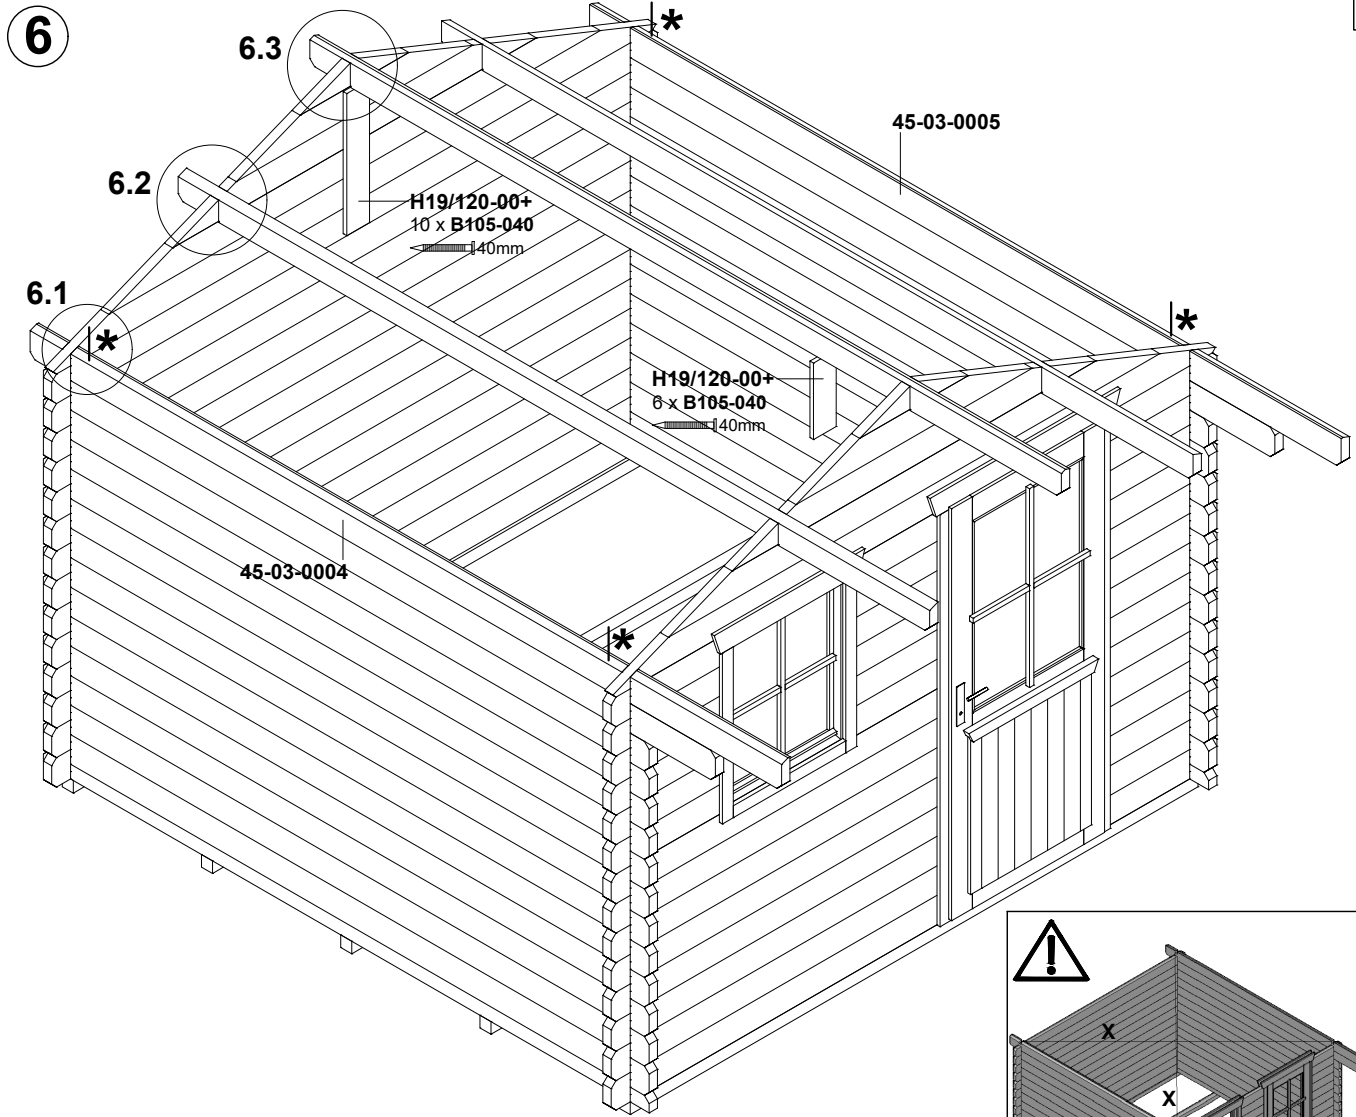 6
6.3
*
45-03-0005
6.2
H19/120-00+
10 x B105-040
40mm
6.1
*
*
H19/120-00+
6 x B105-040
40mm
45-03-0004
*
!
X
X